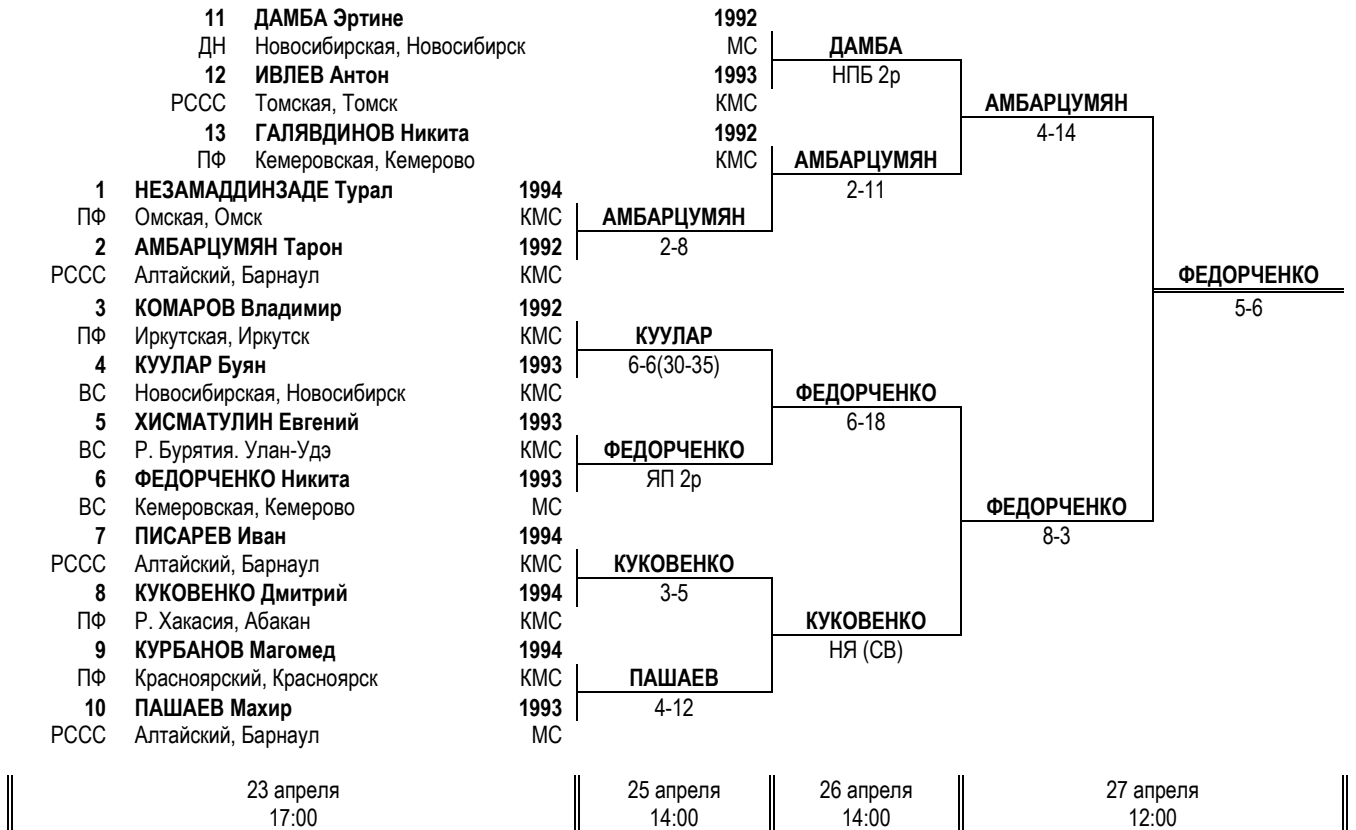 11 ДАМБА Эртине 1992
ДН Новосибирская, Новосибирск МС ДАМБА
12 ИВЛЕВ Антон 1993 НПБ 2р
РССС Томская, Томск КМС АМБАРЦУМЯН
13 ГАЛЯВДИНОВ Никита 1992 4-14
ПФ Кемеровская, Кемерово КМС АМБАРЦУМЯН
1 НЕЗАМАДДИНЗАДЕ Турал 1994 2-11
ПФ Омская, Омск КМС АМБАРЦУМЯН
2 АМБАРЦУМЯН Тарон 1992 2-8
РССС Алтайский, Барнаул КМС ФЕДОРЧЕНКО
3 КОМАРОВ Владимир 1992 5-6
ПФ Иркутская, Иркутск КМС КУУЛАР
4 КУУЛАР Буян 1993 6-6(30-35)
ВС Новосибирская, Новосибирск КМС ФЕДОРЧЕНКО
5 ХИСМАТУЛИН Евгений 1993 6-18
ВС Р. Бурятия. Улан-Удэ КМС ФЕДОРЧЕНКО
6 ФЕДОРЧЕНКО Никита 1993 ЯП 2р
ВС Кемеровская, Кемерово МС ФЕДОРЧЕНКО
7 ПИСАРЕВ Иван 1994 8-3
РССС Алтайский, Барнаул КМС КУКОВЕНКО
8 КУКОВЕНКО Дмитрий 1994 3-5
ПФ Р. Хакасия, Абакан КМС КУКОВЕНКО
9 КУРБАНОВ Магомед 1994 НЯ (СВ)
ПФ Красноярский, Красноярск КМС ПАШАЕВ
10 ПАШАЕВ Махир 1993 4-12
РССС Алтайский, Барнаул МС
23 апреля 25 апреля 26 апреля 27 апреля
17:00 14:00 14:00 12:00